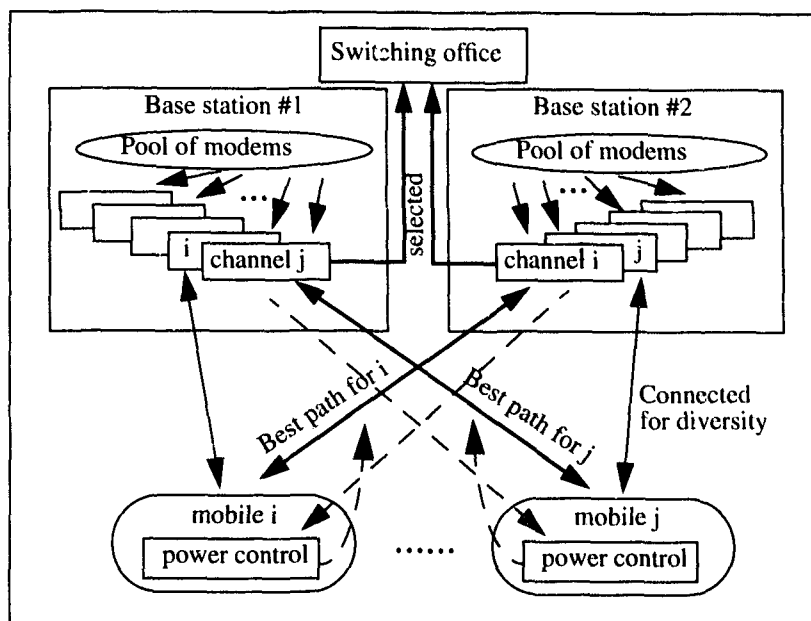 Switching office
Base station #1
Base station #2
Pool of modems
Pool of modems
selected
i
channel j
channel i
j
Best path for i
Best path for j
Connected
for diversity
mobile i
mobile j
power control
power control